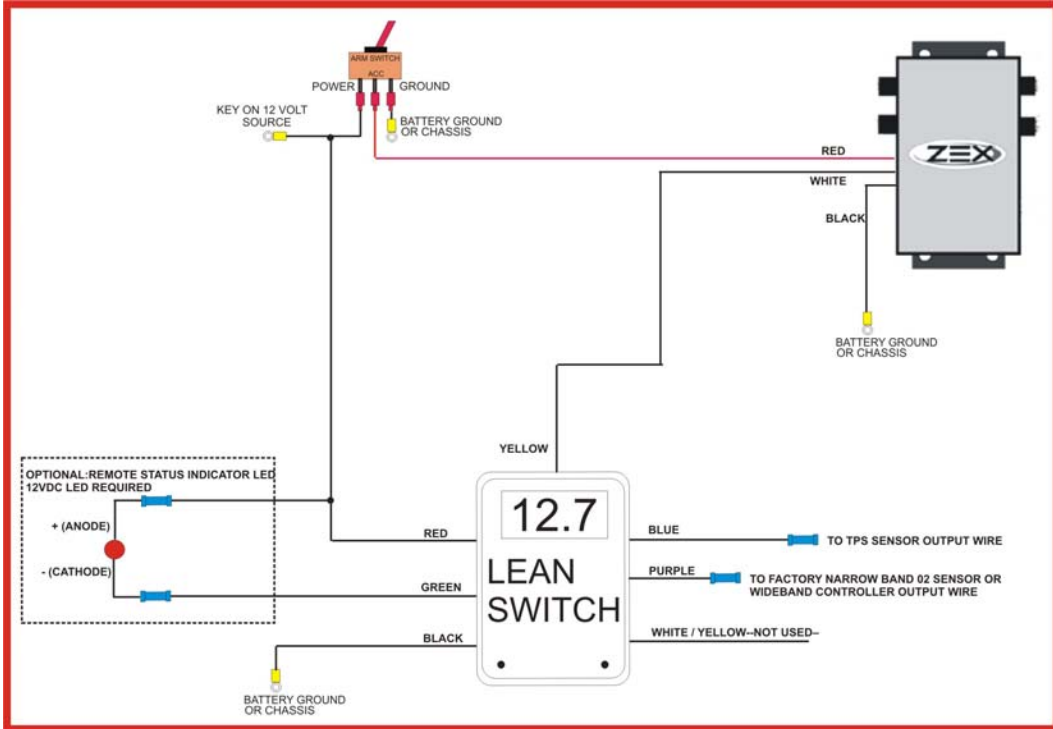 ARM SWITCH
ACC
POWER
GROUND
KEY ON 12 VOLT
SOURCE
BATTERY GROUND
OR CHASSIS
RED
ZEX
WHITE
BLACK
BATTERY GROUND
OR CHASSIS
YELLOW
OPTIONAL:REMOTE STATUS INDICATOR LED
12VDC LED REQUIRED
+ (ANODE)
- (CATHODE)
RED
GREEN
BLACK
12.7
LEAN
SWITCH
BLUE
TO TPS SENSOR OUTPUT WIRE
PURPLE
TO FACTORY NARROW BAND 02 SENSOR OR
WIDEBAND CONTROLLER OUTPUT WIRE
WHITE / YELLOW--NOT USED–
BATTERY GROUND
OR CHASSIS